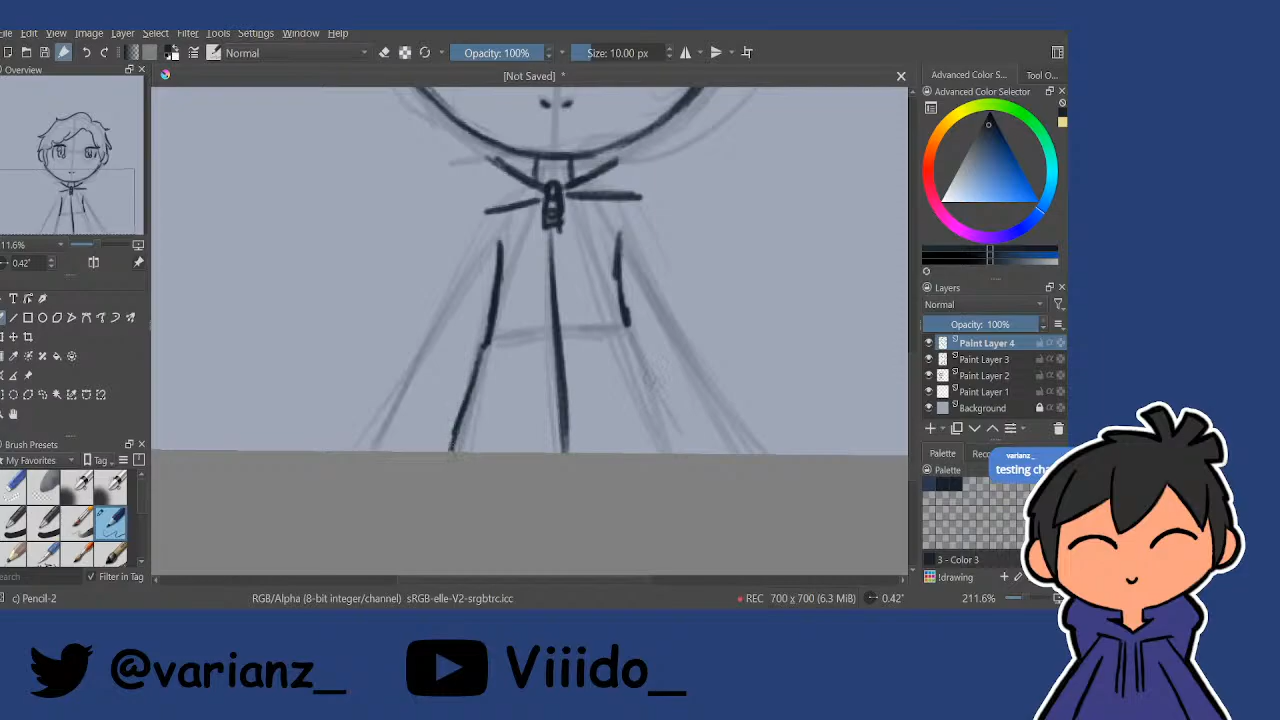 File Edit View Image Layer Select Filter Tools Settings Window Help
Normal
Opacity: 100%
Size: 10.00 px
Overview
[Not Saved] *
Advanced Color S...
Tool O...
Advanced Color Selector
11.6%
0.42°
Layers
Normal
Opacity: 100%
Paint Layer 4
Paint Layer 3
Paint Layer 2
Paint Layer 1
Background
Brush Presets
My Favorites
Tag
Palette
Palette
varianz_
testing cha
3 - Color 3
!drawing
Search
Filter in Tag
c) Pencil-2
RGB/Alpha (8-bit integer/channel) sRGB-elle-V2-srgbtrc.icc
REC
700 x 700 (6.3 MiB)
0.42°
211.6%
@varianz_
Viiido_